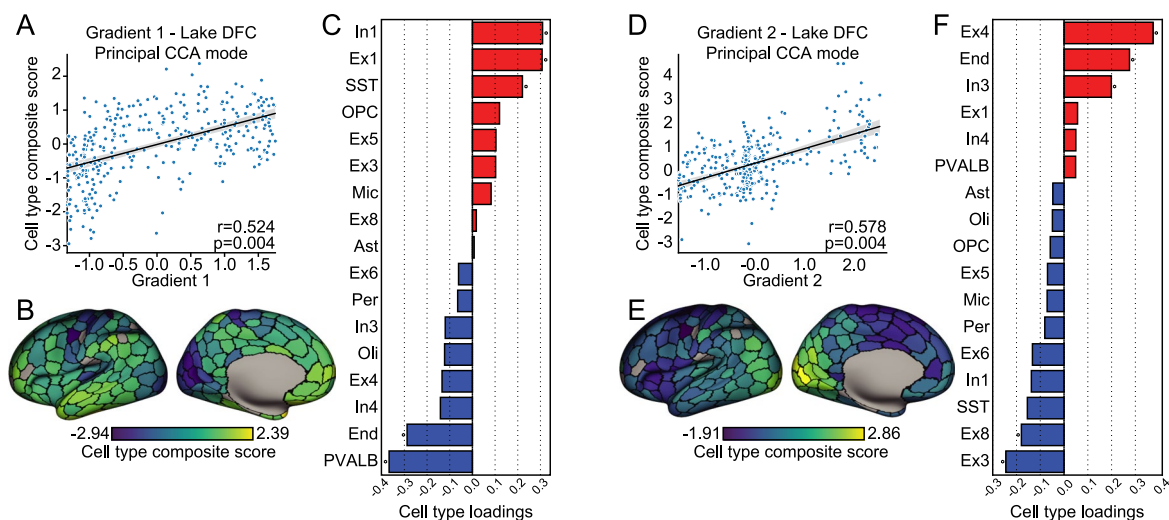 A
Gradient 1 - Lake DFC
Principal CCA mode
Cell type composite score
2
1
0
-1
-2
-3
r=0.524
p=0.004
-1.0
-0.5
0.0
0.5
1.0
1.5
Gradient 1
B
-2.94
2.39
Cell type composite score
C
In1
Ex1
SST
OPC
Ex5
Ex3
Mic
Ex8
Ast
Ex6
Per
In3
Oli
Ex4
In4
End
PVALB
-0.4
-0.3
-0.2
-0.1
0.0
0.1
0.2
0.3
Cell type loadings
D
Gradient 2 - Lake DFC
Principal CCA mode
Cell type composite score
4
3
2
1
0
-1
-2
-3
r=0.578
p=0.004
-1.0
-0.0
1.0
2.0
Gradient 2
E
-1.91
2.86
Cell type composite score
F
Ex4
End
In3
Ex1
In4
PVALB
Ast
Oli
OPC
Ex5
Mic
Per
Ex6
In1
SST
Ex8
Ex3
-0.3
-0.2
-0.1
0.0
0.1
0.2
0.3
0.4
Cell type loadings